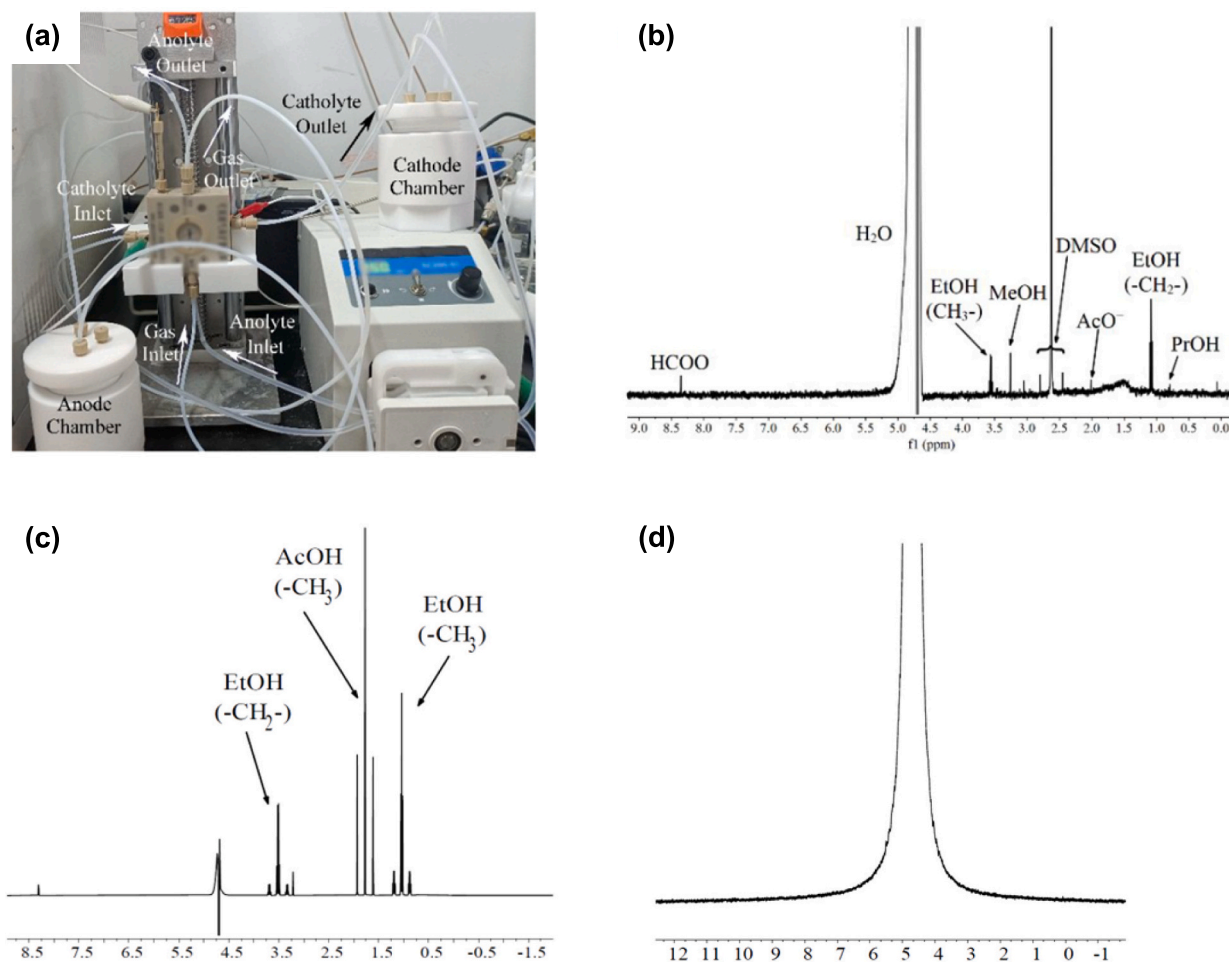 (a)
Anolyte
Outlet
Catholyte
Outlet
Gas
Outlet
Cathode
Chamber
Catholyte
Inlet
Gas
Inlet
Anolyte
Inlet
Anode
Chamber
(b)
H₂O
DMSO
EtOH
(-CH₂-)
EtOH
(CH₃-)
MeOH
AcO⁻
PrOH
HCOO
9.0 8.5 8.0 7.5 7.0 6.5 6.0 5.5 5.0 4.5 4.0 3.5 3.0 2.5 2.0 1.5 1.0 0.5 0.0
f1 (ppm)
(c)
AcOH
(-CH₃)
EtOH
(-CH₃)
EtOH
(-CH₂-)
8.5 7.5 6.5 5.5 4.5 3.5 2.5 1.5 0.5 -0.5 -1.5
(d)
12 11 10 9 8 7 6 5 4 3 2 1 0 -1